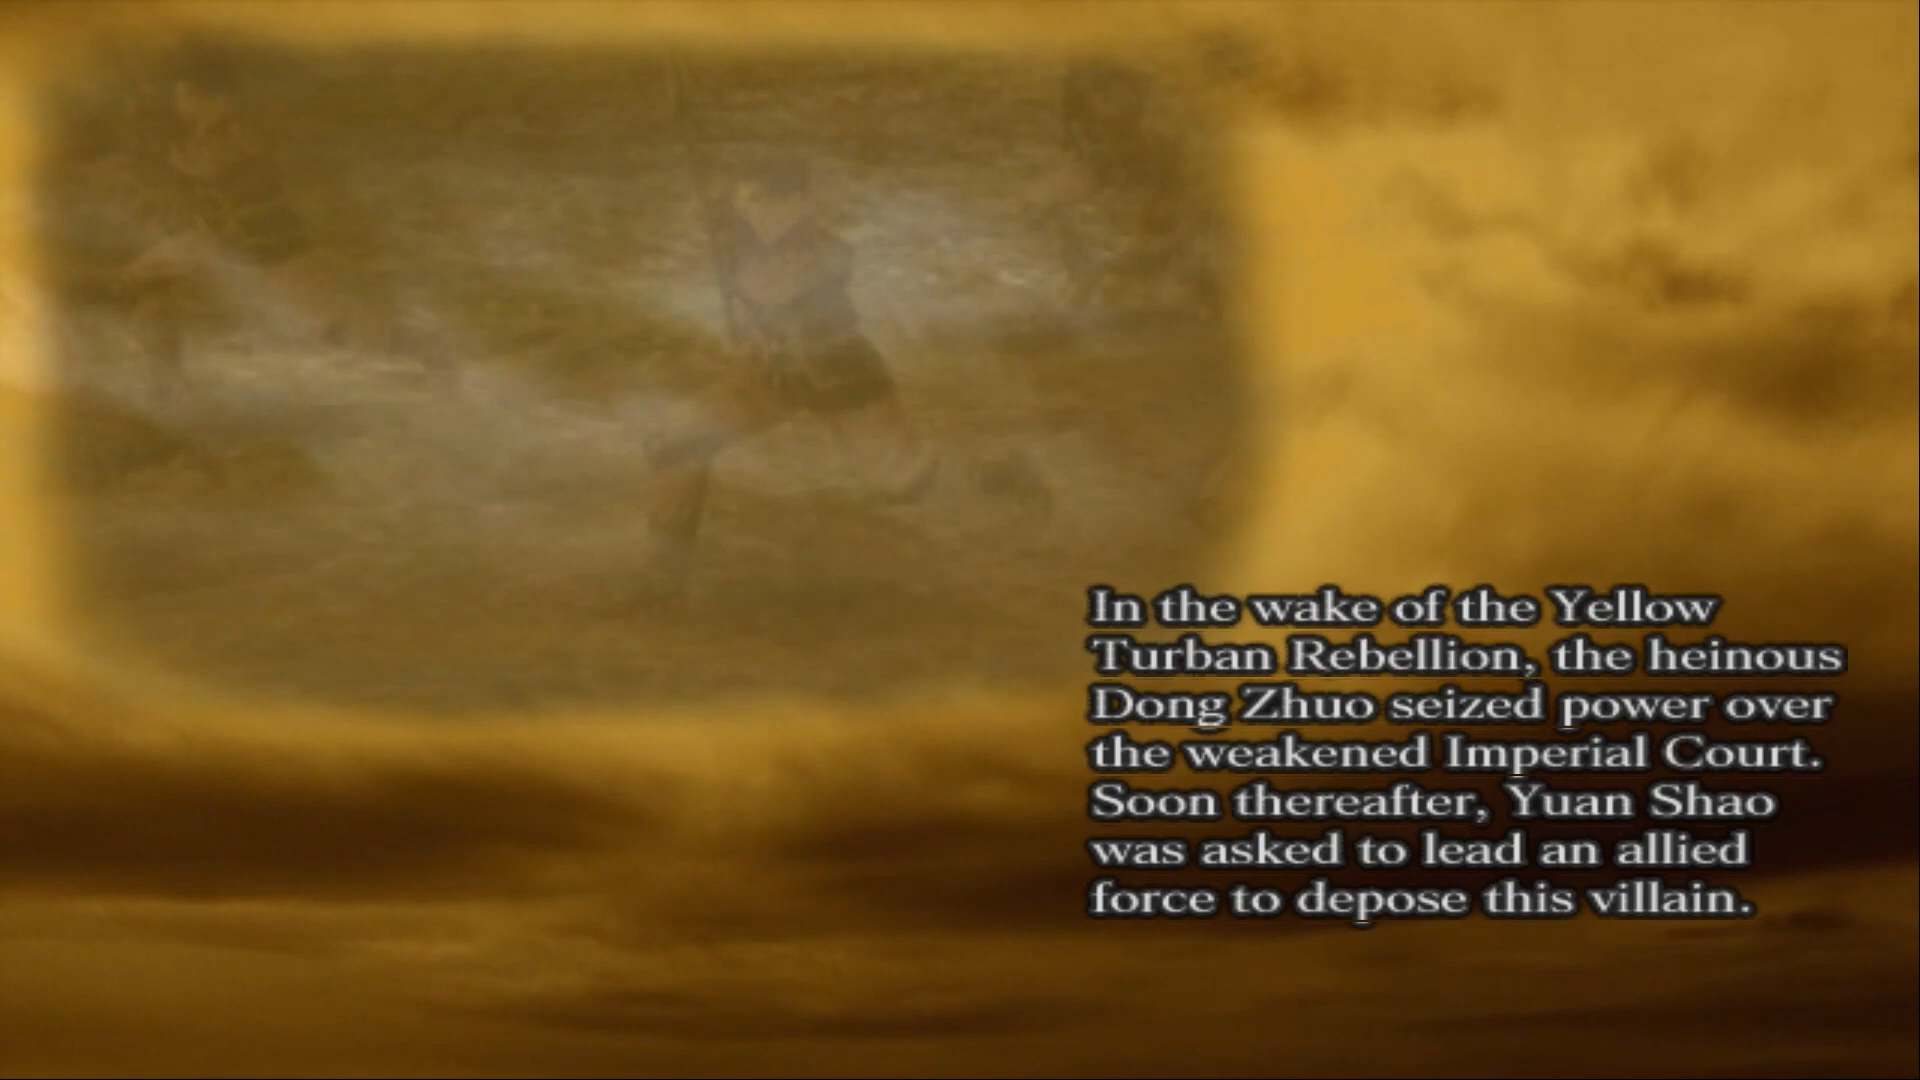 In the wake of the Yellow
Turban Rebellion, the heinous
Dong Zhuo seized power over
the weakened Imperial Court.
Soon thereafter, Yuan Shao
was asked to lead an allied
force to depose this villain.